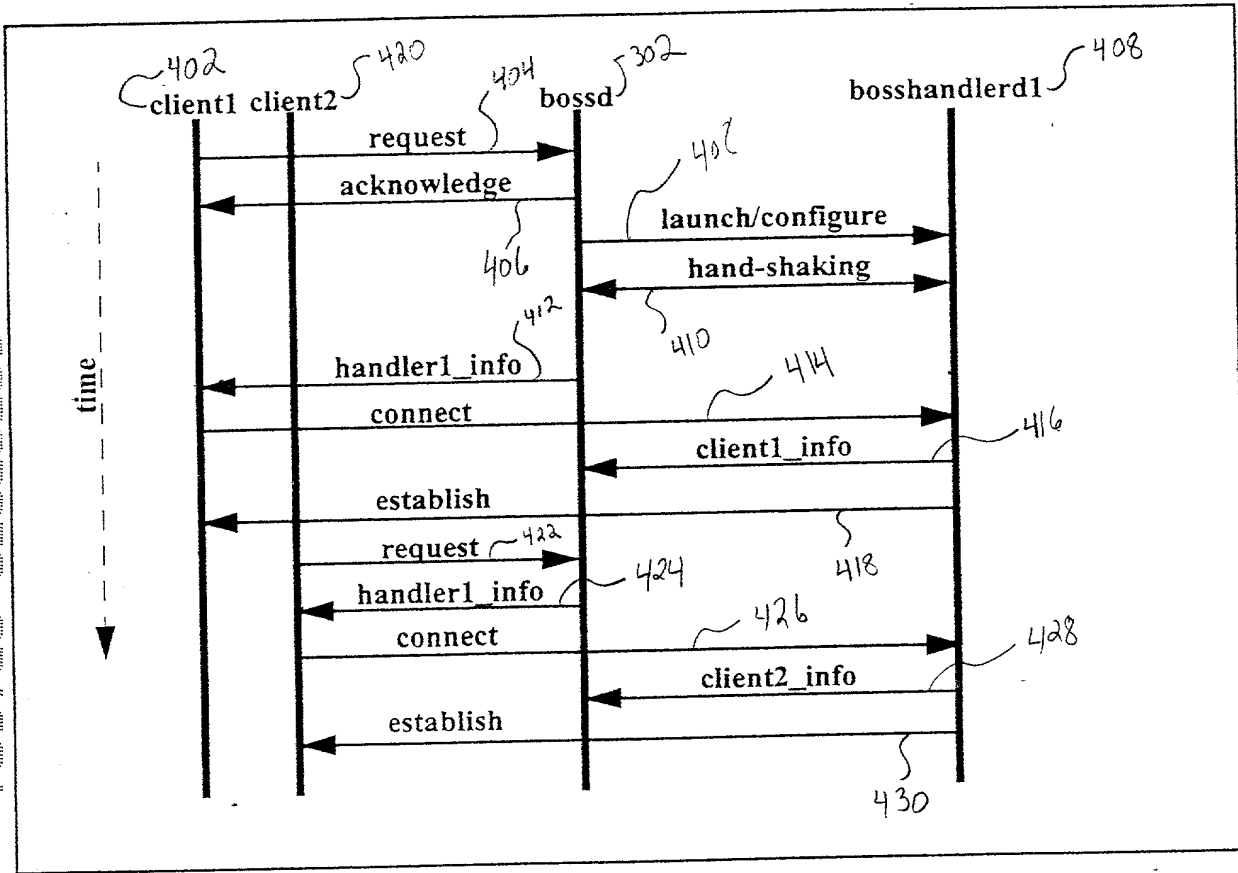 402 420 404 302 408
client1 client2 bossd bosshandlerd1
request
acknowledge
launch/configure
406
hand-shaking
410
412
handler1_info
414
connect
416
client1_info
establish
418
request 422
handler1_info 424
connect 426
428
client2_info
establish
430
time